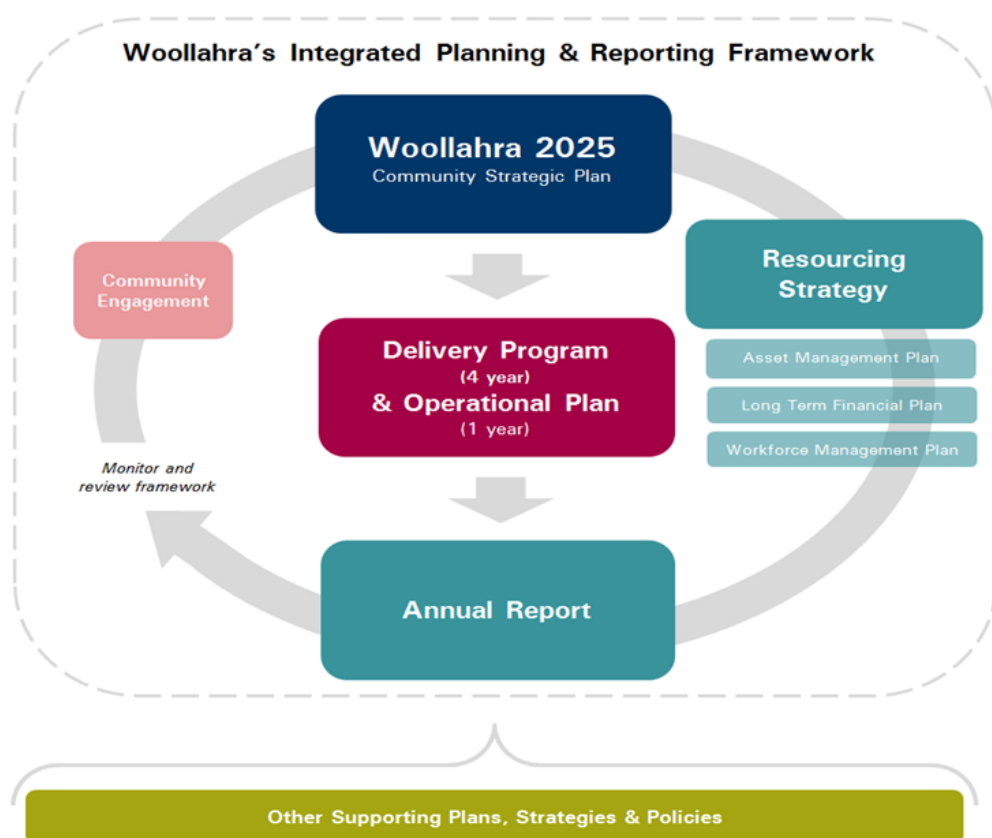 Woollahra's Integrated Planning & Reporting Framework
Woollahra 2025
Community Strategic Plan
Community
Engagement
Resourcing
Strategy
Asset Management Plan
Long Term Financial Plan
Workforce Management Plan
Delivery Program
(4 year)
& Operational Plan
(1 year)
Monitor and
review framework
Annual Report
Other Supporting Plans, Strategies & Policies